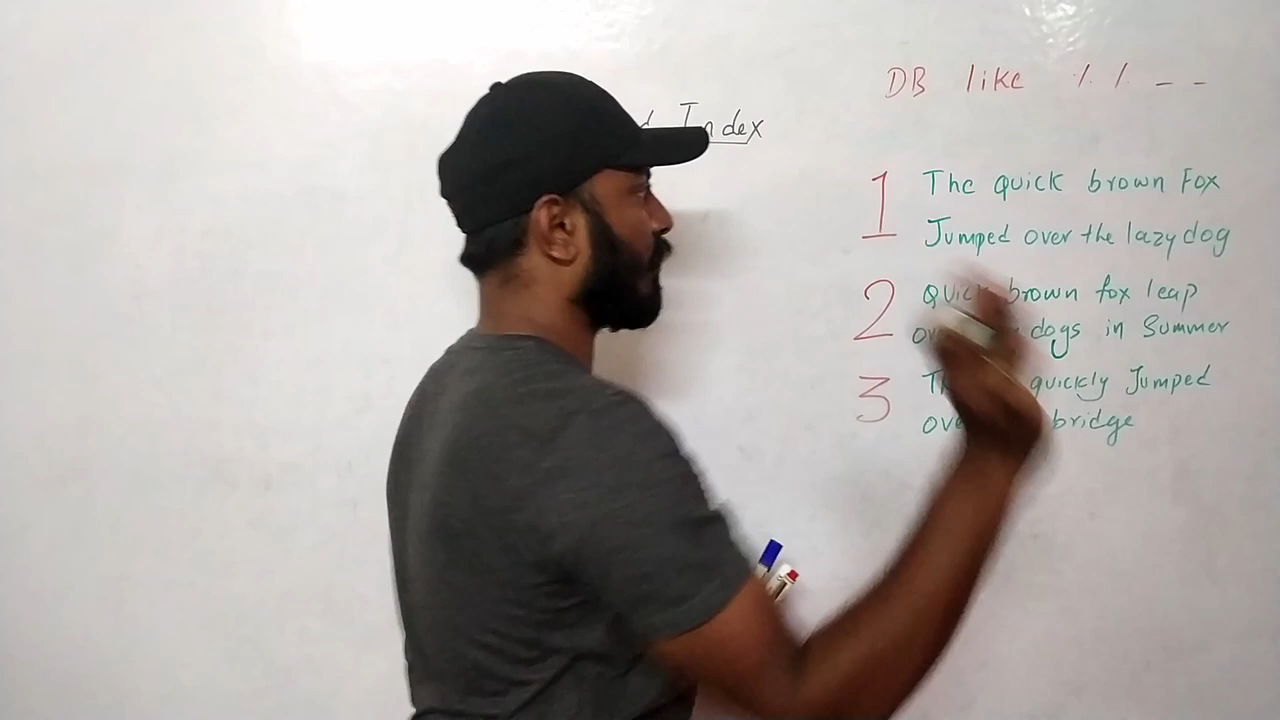 Index
DB like % % - -
1 The quick brown Fox
Jumped over the lazy dog
2 Quick brown fox leap
dogs in Summer
3 quickly Jumped
bridge